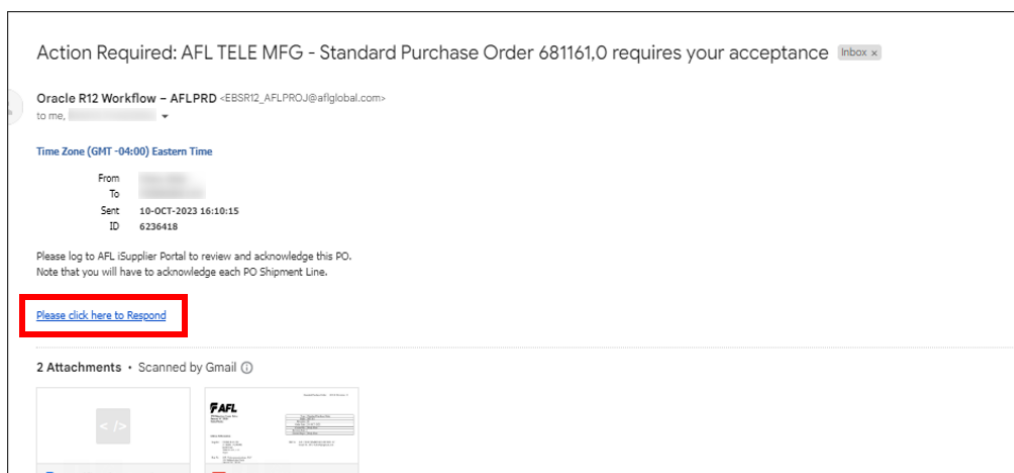 Action Required: AFL TELE MFG - Standard Purchase Order 681161,0 requires your acceptance Inbox ×
Oracle R12 Workflow – AFLPRD <EBSR12_AFLPROJ@aflglobal.com>
to me,
Time Zone (GMT -04:00) Eastern Time
From
To
Sent 10-OCT-2023 16:10:15
ID 6236418
Please log to AFL iSupplier Portal to review and acknowledge this PO.
Note that you will have to acknowledge each PO Shipment Line.
Please click here to Respond
2 Attachments • Scanned by Gmail
</>
AFL